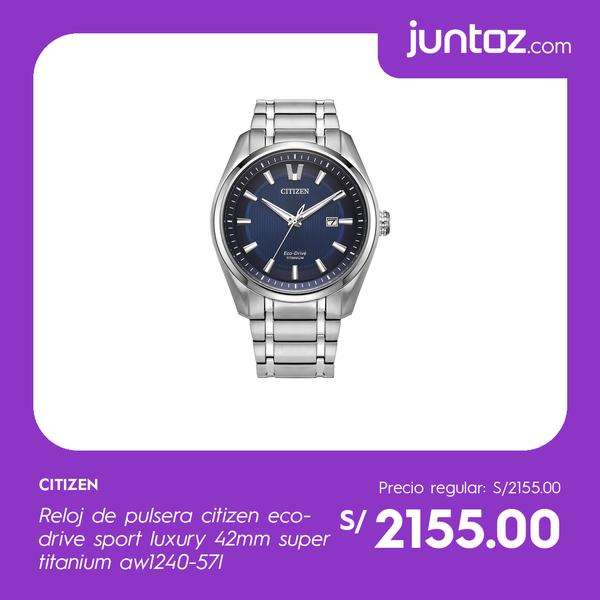 juntoz.com
CITIZEN
Eco-Drive
TITANIUM
CITIZEN
Reloj de pulsera citizen eco-
drive sport luxury 42mm super
titanium aw1240-57l
Precio regular: S/2155.00
S/ 2155.00